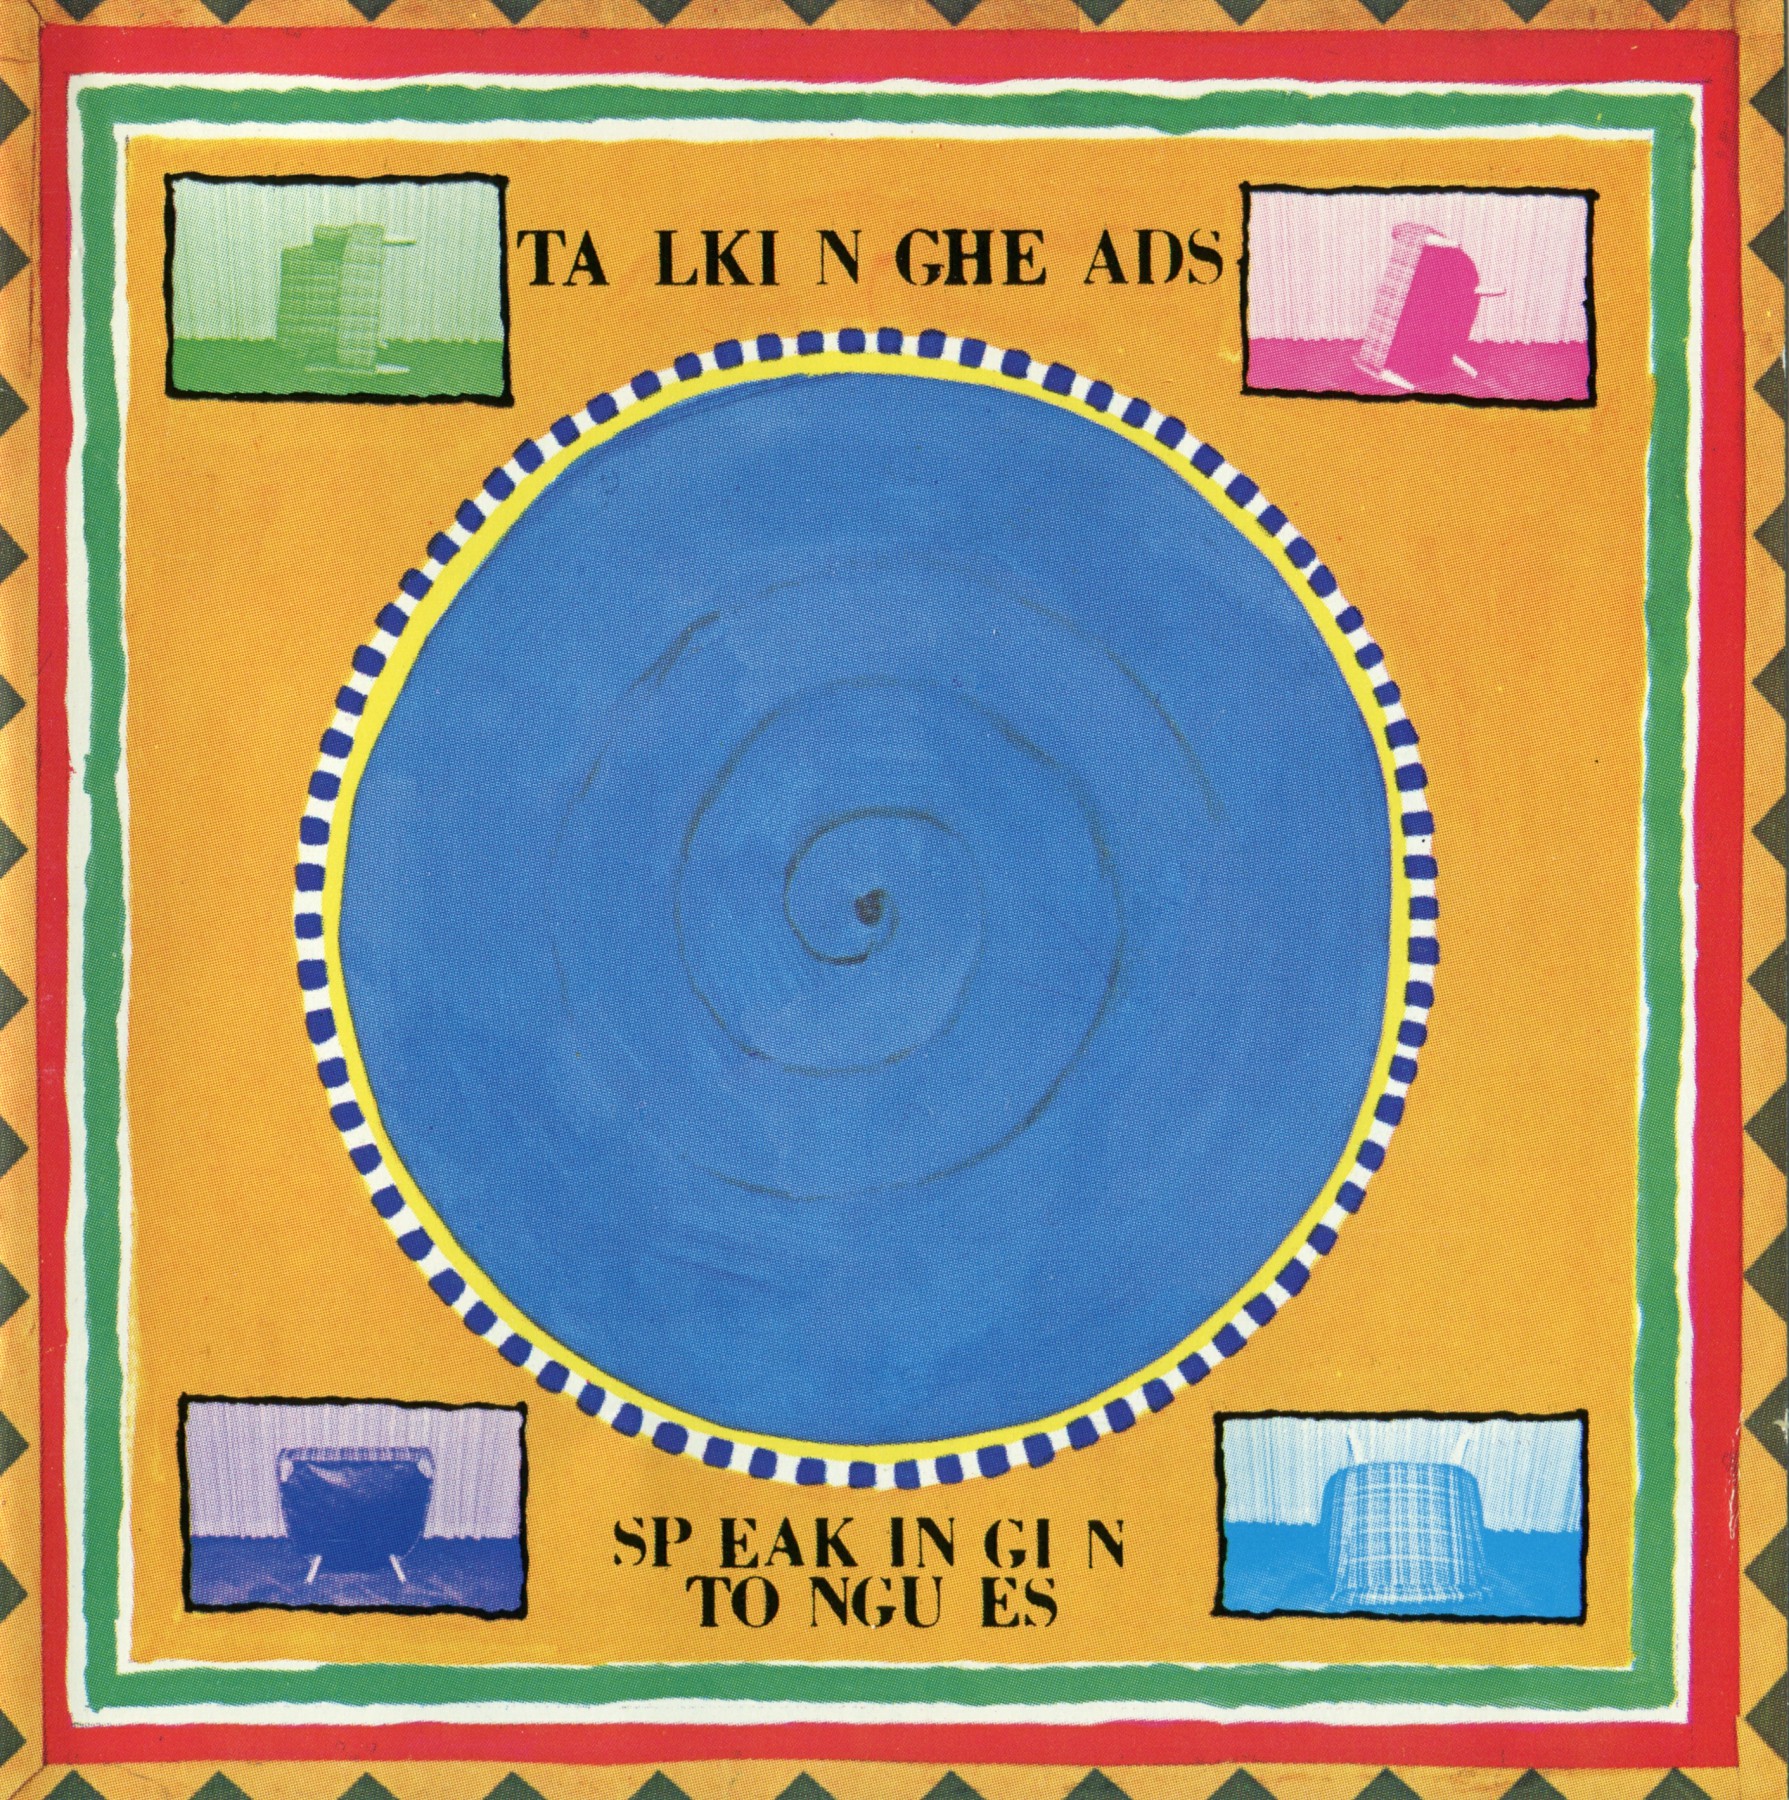 TA LKI N GHE ADS
SP EAK IN GI N
TO NGU ES